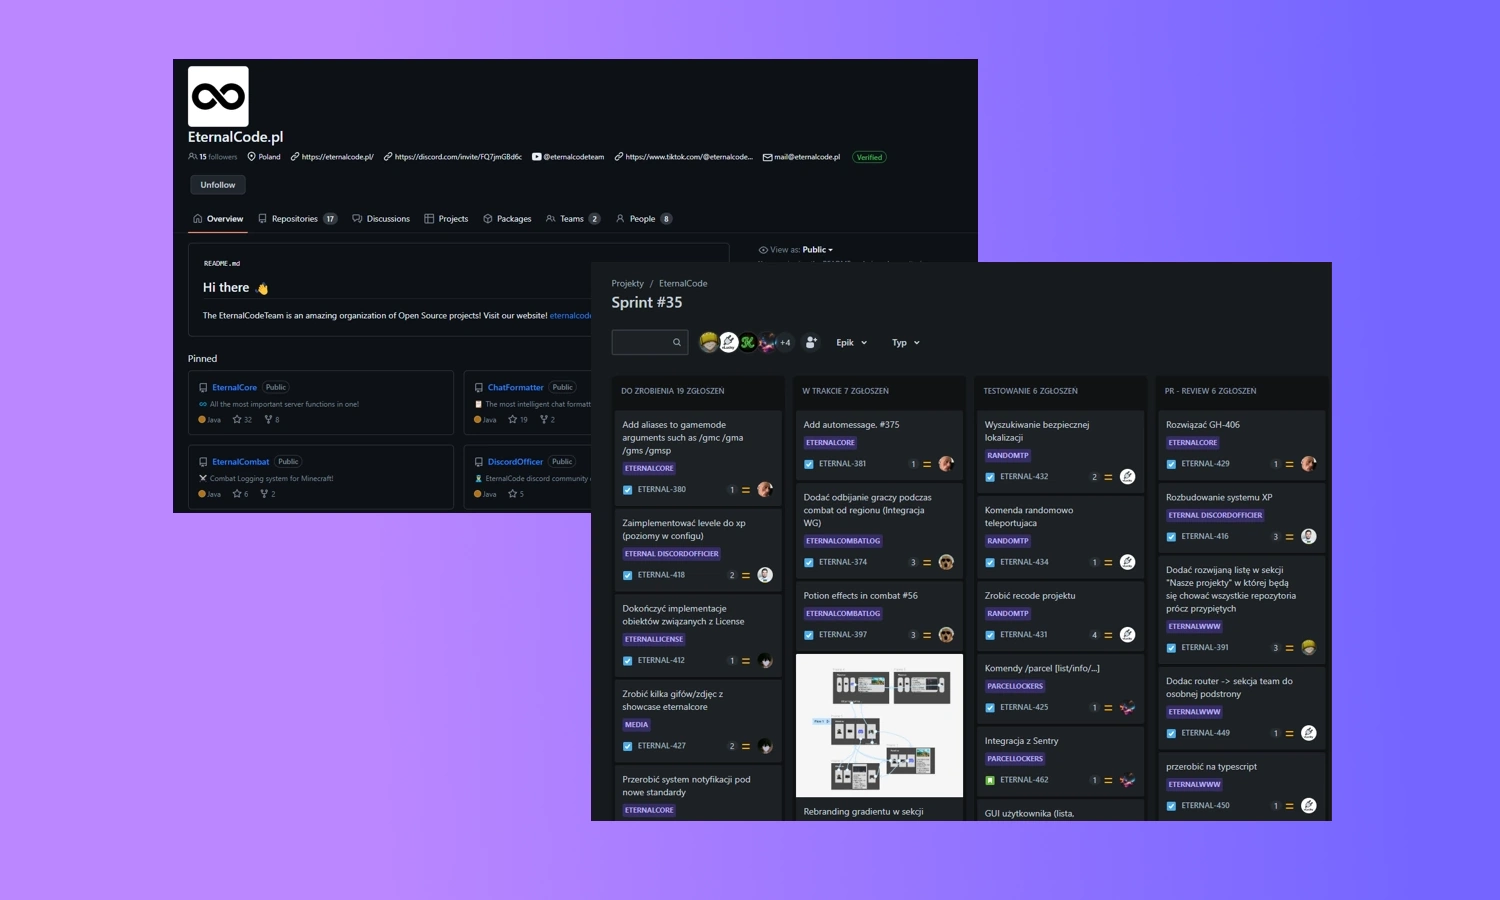 EternalCode.pl
15 followers Poland https://eternalcode.pl/ https://discord.com/invite/FQ7jmGBd6c @eternalcodeteam https://www.tiktok.com/@eternalcode... mail@eternalcode.pl Verified
Unfollow
Overview Repositories 17 Discussions Projects Packages Teams 2 People 8
View as: Public
README.md
Hi there 👋
The EternalCodeTeam is an amazing organization of Open Source projects! Visit our website! eternalcode
Pinned
EternalCore Public
All the most important server functions in one!
Java 32 8
ChatFormatter Public
The most intelligent chat formatt
Java 19 2
EternalCombat Public
Combat Logging system for Minecraft!
Java 6 2
DiscordOfficer Public
EternalCode discord community
Java 5
Projekty / EternalCode
Sprint #35
+4 Epik Typ
DO ZROBIENIA 19 ZGŁOSZEŃ
Add aliases to gamemode
arguments such as /gmc /gma
/gms /gmsp
ETERNALCORE
ETERNAL-380 1
Zaimplementować levele do xp
(poziomy w configu)
ETERNAL DISCORDOFFICIER
ETERNAL-418 2
Dokończyć implementacje
obiektów związanych z License
ETERNALLICENSE
ETERNAL-412 1
Zrobić kilka gifów/zdjęc z
showcase eternalcore
MEDIA
ETERNAL-427 2
Przerobić system notyfikacji pod
nowe standardy
ETERNALCORE
W TRAKCIE 7 ZGŁOSZEŃ
Add automessage. #375
ETERNALCORE
ETERNAL-381 1
Dodać odbijanie graczy podczas
combat od regionu (Integracja
WG)
ETERNALCOMBATLOG
ETERNAL-374 3
Potion effects in combat #56
ETERNALCOMBATLOG
ETERNAL-397 3
Rebranding gradientu w sekcji
TESTOWANIE 6 ZGŁOSZEŃ
Wyszukiwanie bezpiecznej
lokalizacji
RANDOMTP
ETERNAL-432 2
Komenda randomowo
teleportujaca
RANDOMTP
ETERNAL-434 1
Zrobić recode projektu
RANDOMTP
ETERNAL-431 4
Komendy /parcel [list/info/...]
PARCELLOCKERS
ETERNAL-425 1
Integracja z Sentry
PARCELLOCKERS
ETERNAL-462 1
GUI użytkownika (lista,
PR - REVIEW 6 ZGŁOSZEŃ
Rozwiązać GH-406
ETERNALCORE
ETERNAL-429 1
Rozbudowanie systemu XP
ETERNAL DISCORDOFFICIER
ETERNAL-416 3
Dodać rozwijaną listę w sekcji
"Nasze projekty" w której będą
się chować wszystkie repozytoria
prócz przypiętych
ETERNALWWW
ETERNAL-391 3
Dodac router -> sekcja team do
osobnej podstrony
ETERNALWWW
ETERNAL-449 1
przerobić na typescript
ETERNALWWW
ETERNAL-450 1